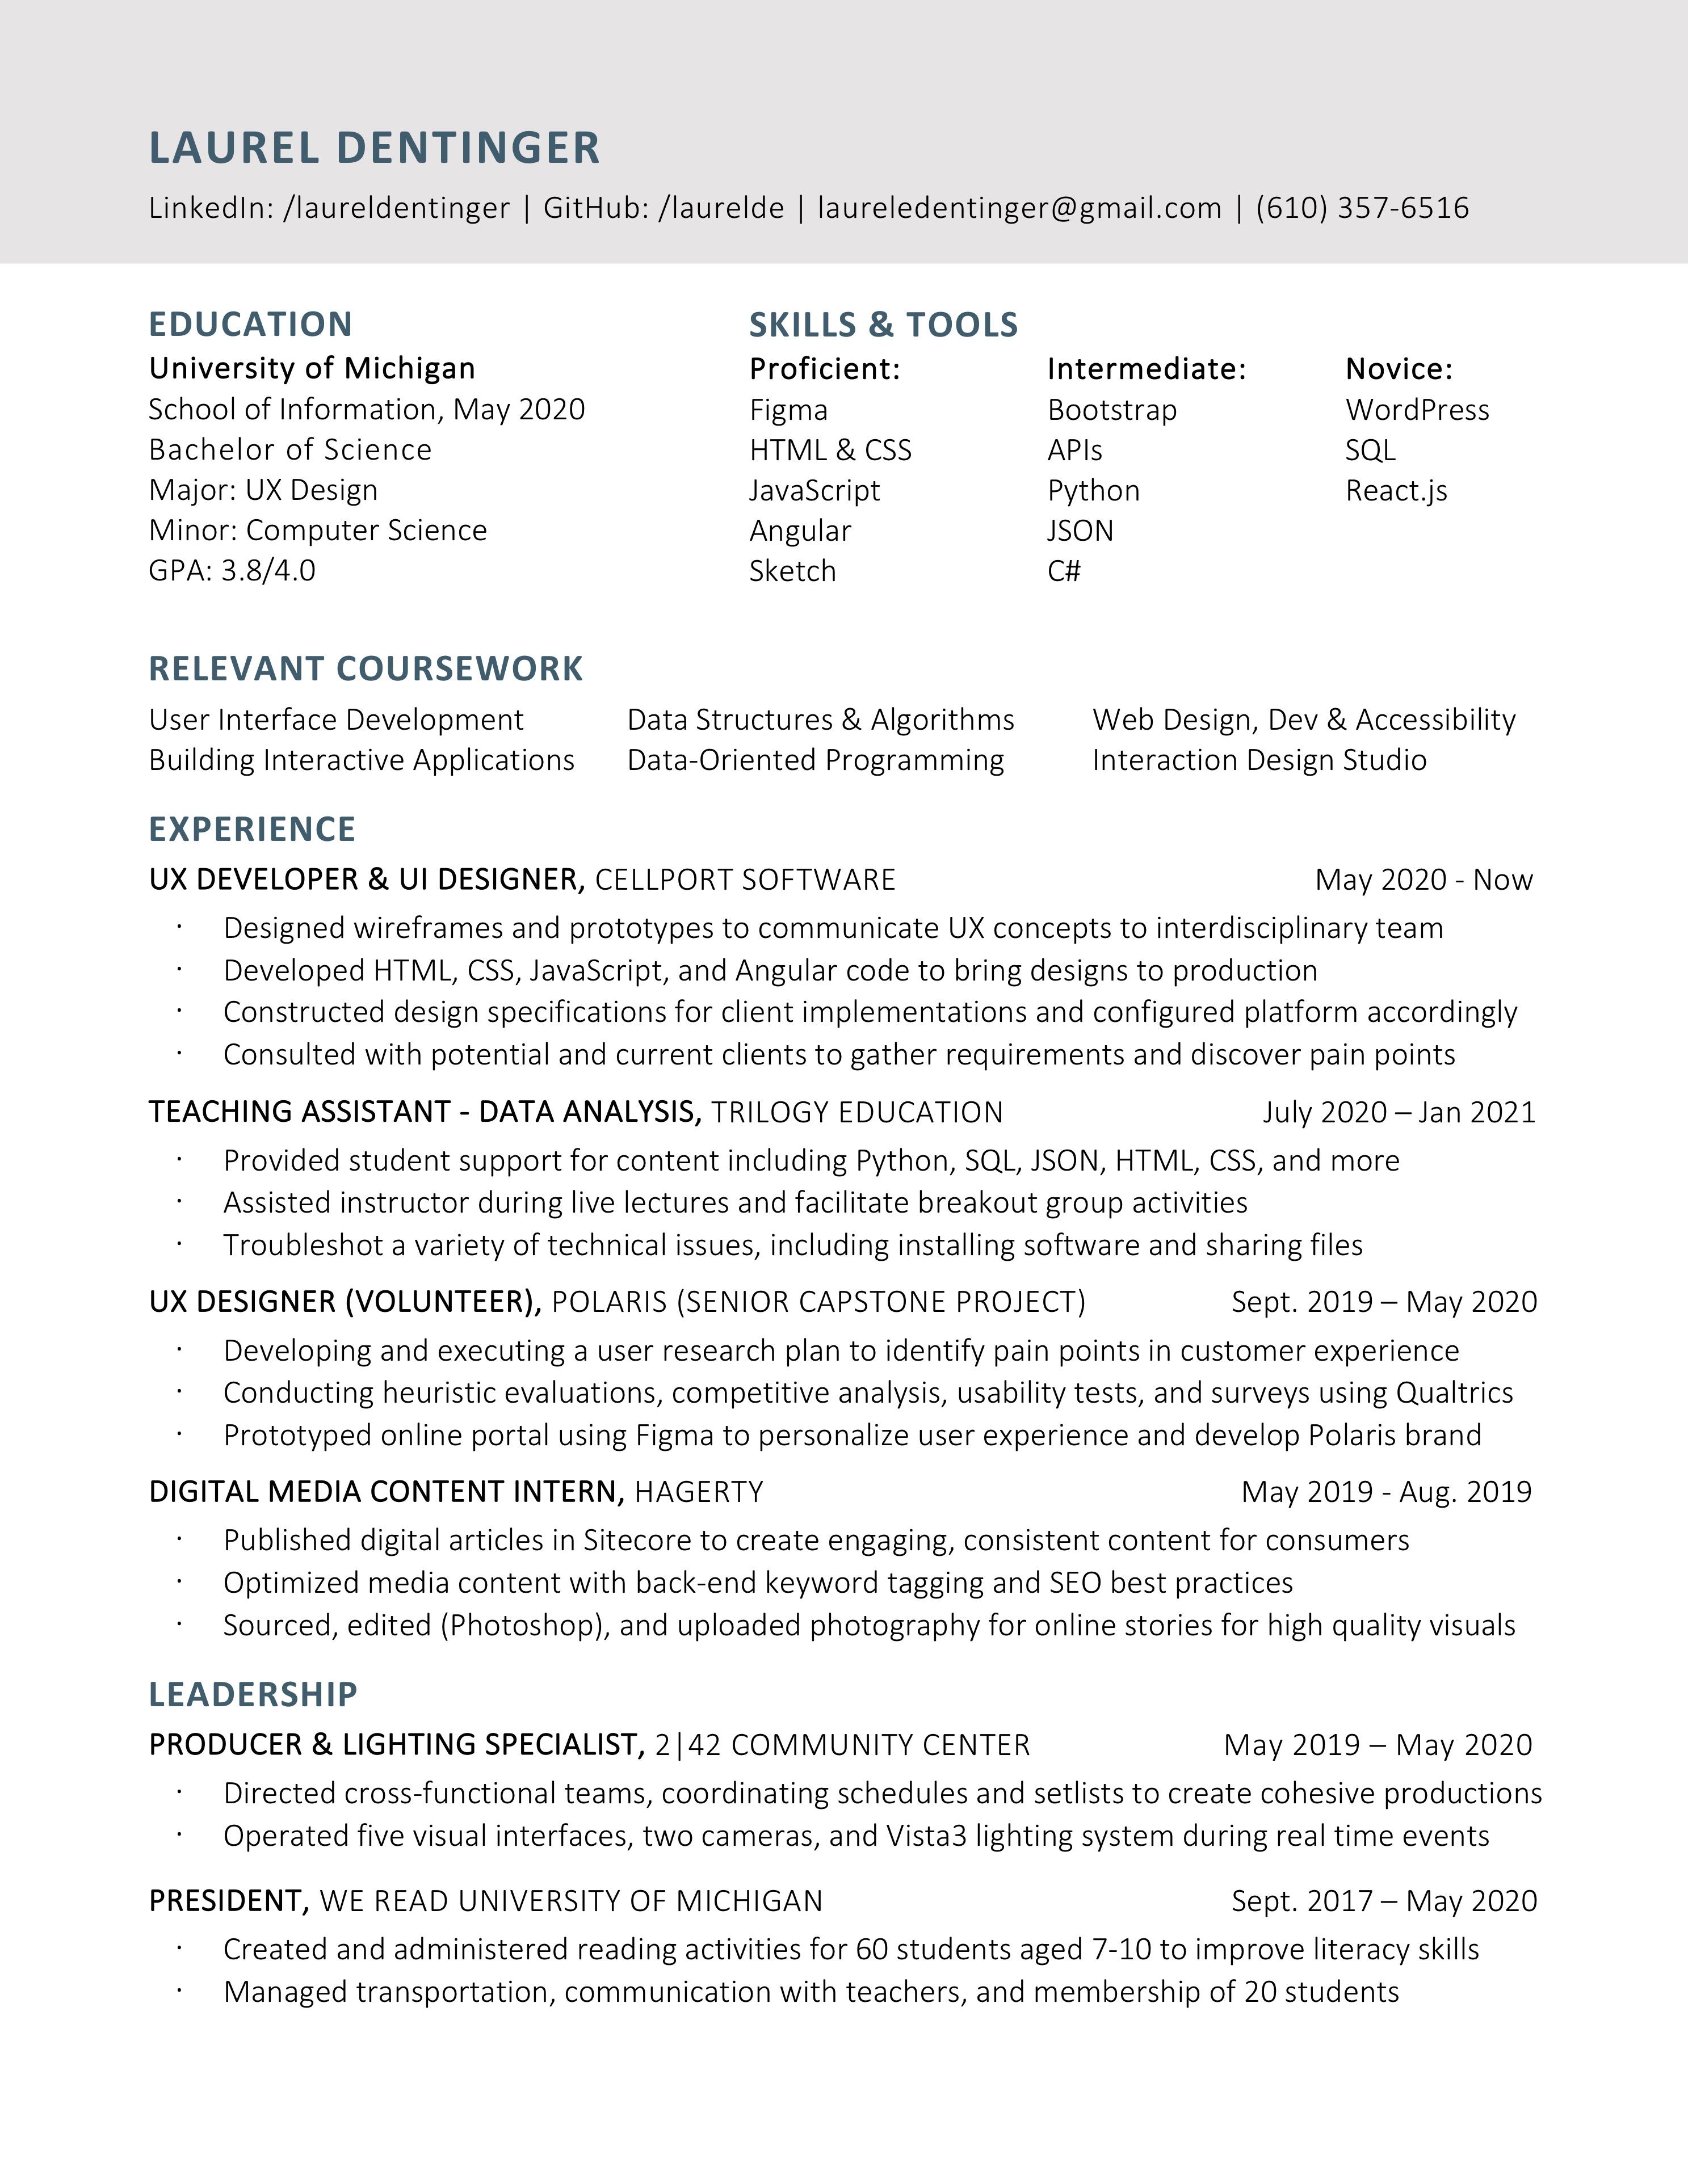 LAUREL DENTINGER
LinkedIn: /laureldentinger | GitHub: /laurelde | laureledentinger@gmail.com | (610) 357-6516
EDUCATION
University of Michigan
School of Information, May 2020
Bachelor of Science
Major: UX Design
Minor: Computer Science
GPA: 3.8/4.0
SKILLS & TOOLS
Proficient:
Figma
HTML & CSS
JavaScript
Angular
Sketch
Intermediate:
Bootstrap
APIs
Python
JSON
C#
Novice:
WordPress
SQL
React.js
RELEVANT COURSEWORK
User Interface Development Data Structures & Algorithms Web Design, Dev & Accessibility
Building Interactive Applications Data-Oriented Programming Interaction Design Studio
EXPERIENCE
UX DEVELOPER & UI DESIGNER, CELLPORT SOFTWARE May 2020 - Now
· Designed wireframes and prototypes to communicate UX concepts to interdisciplinary team
· Developed HTML, CSS, JavaScript, and Angular code to bring designs to production
· Constructed design specifications for client implementations and configured platform accordingly
· Consulted with potential and current clients to gather requirements and discover pain points
TEACHING ASSISTANT - DATA ANALYSIS, TRILOGY EDUCATION July 2020 – Jan 2021
· Provided student support for content including Python, SQL, JSON, HTML, CSS, and more
· Assisted instructor during live lectures and facilitate breakout group activities
· Troubleshot a variety of technical issues, including installing software and sharing files
UX DESIGNER (VOLUNTEER), POLARIS (SENIOR CAPSTONE PROJECT) Sept. 2019 – May 2020
· Developing and executing a user research plan to identify pain points in customer experience
· Conducting heuristic evaluations, competitive analysis, usability tests, and surveys using Qualtrics
· Prototyped online portal using Figma to personalize user experience and develop Polaris brand
DIGITAL MEDIA CONTENT INTERN, HAGERTY May 2019 - Aug. 2019
· Published digital articles in Sitecore to create engaging, consistent content for consumers
· Optimized media content with back-end keyword tagging and SEO best practices
· Sourced, edited (Photoshop), and uploaded photography for online stories for high quality visuals
LEADERSHIP
PRODUCER & LIGHTING SPECIALIST, 2|42 COMMUNITY CENTER May 2019 – May 2020
· Directed cross-functional teams, coordinating schedules and setlists to create cohesive productions
· Operated five visual interfaces, two cameras, and Vista3 lighting system during real time events
PRESIDENT, WE READ UNIVERSITY OF MICHIGAN Sept. 2017 – May 2020
· Created and administered reading activities for 60 students aged 7-10 to improve literacy skills
· Managed transportation, communication with teachers, and membership of 20 students